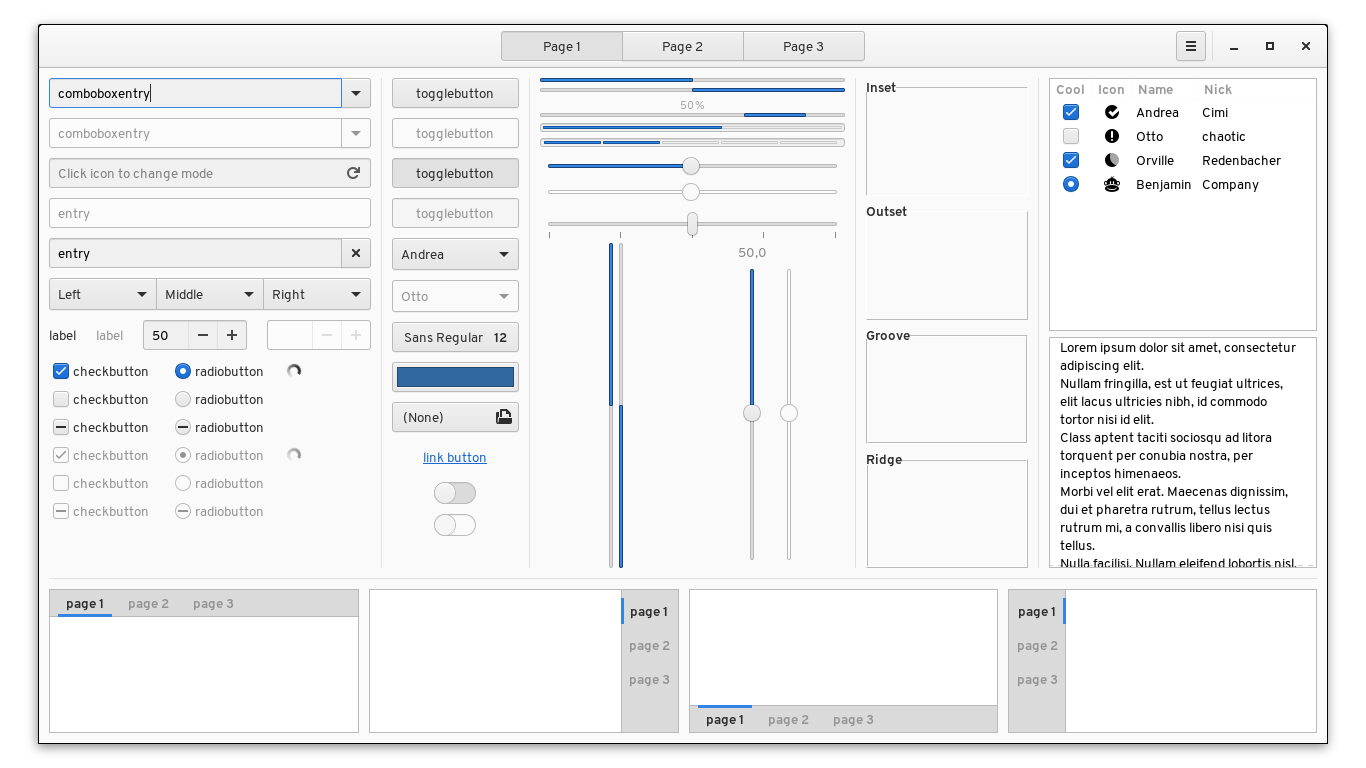 Page 1 Page 2 Page 3
comboboxentry
comboboxentry
Click icon to change mode
entry
entry
Left Middle Right
label label 50
checkbutton radiobutton
checkbutton radiobutton
checkbutton radiobutton
checkbutton radiobutton
checkbutton radiobutton
checkbutton radiobutton
togglebutton
togglebutton
togglebutton
togglebutton
Andrea
Otto
Sans Regular 12
(None)
link button
50%
50,0
Inset
Outset
Groove
Ridge
Cool Icon Name Nick
Andrea Cimi
Otto chaotic
Orville Redenbacher
Benjamin Company
Lorem ipsum dolor sit amet, consectetur
adipiscing elit.
Nullam fringilla, est ut feugiat ultrices,
elit lacus ultricies nibh, id commodo
tortor nisi id elit.
Class aptent taciti sociosqu ad litora
torquent per conubia nostra, per
inceptos himenaeos.
Morbi vel elit erat. Maecenas dignissim,
dui et pharetra rutrum, tellus lectus
rutrum mi, a convallis libero nisi quis
tellus.
Nulla facilisi. Nullam eleifend lobortis nisl,
page 1 page 2 page 3
page 1
page 2
page 3
page 1 page 2 page 3
page 1
page 2
page 3